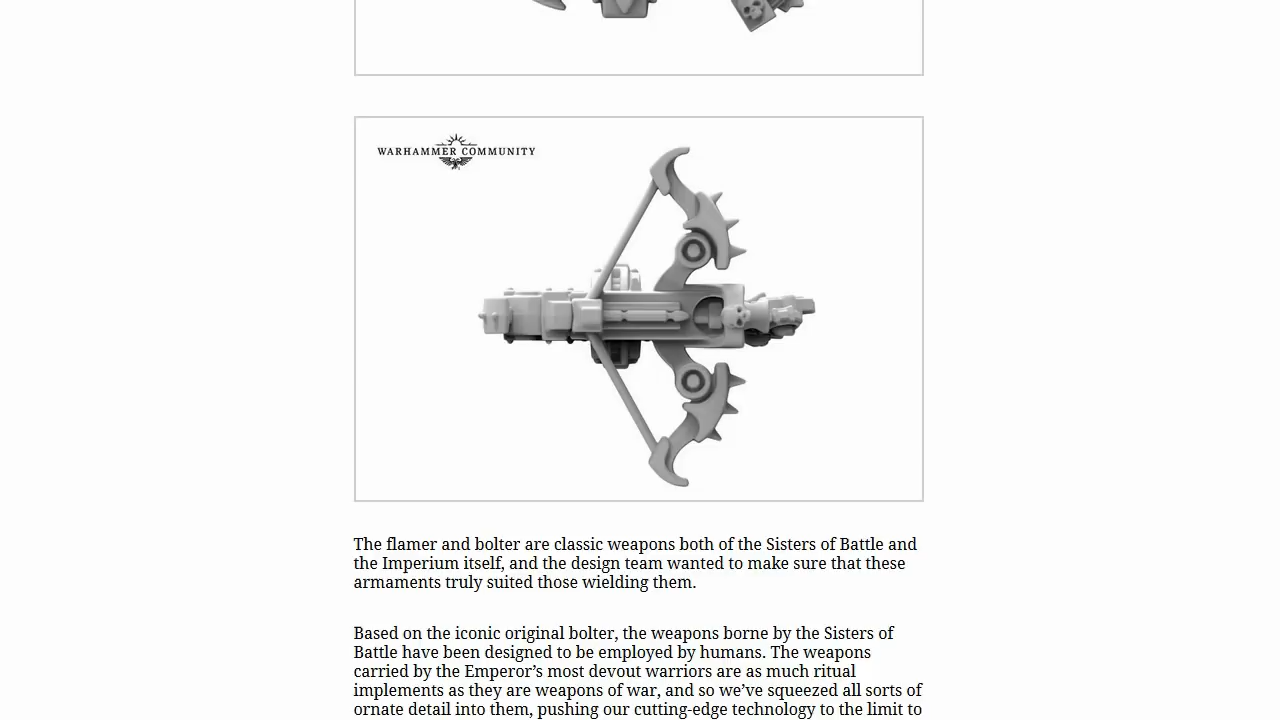 WARHAMMER COMMUNITY
The flamer and bolter are classic weapons both of the Sisters of Battle and
the Imperium itself, and the design team wanted to make sure that these
armaments truly suited those wielding them.
Based on the iconic original bolter, the weapons borne by the Sisters of
Battle have been designed to be employed by humans. The weapons
carried by the Emperor’s most devout warriors are as much ritual
implements as they are weapons of war, and so we’ve squeezed all sorts of
ornate detail into them, pushing our cutting-edge technology to the limit to